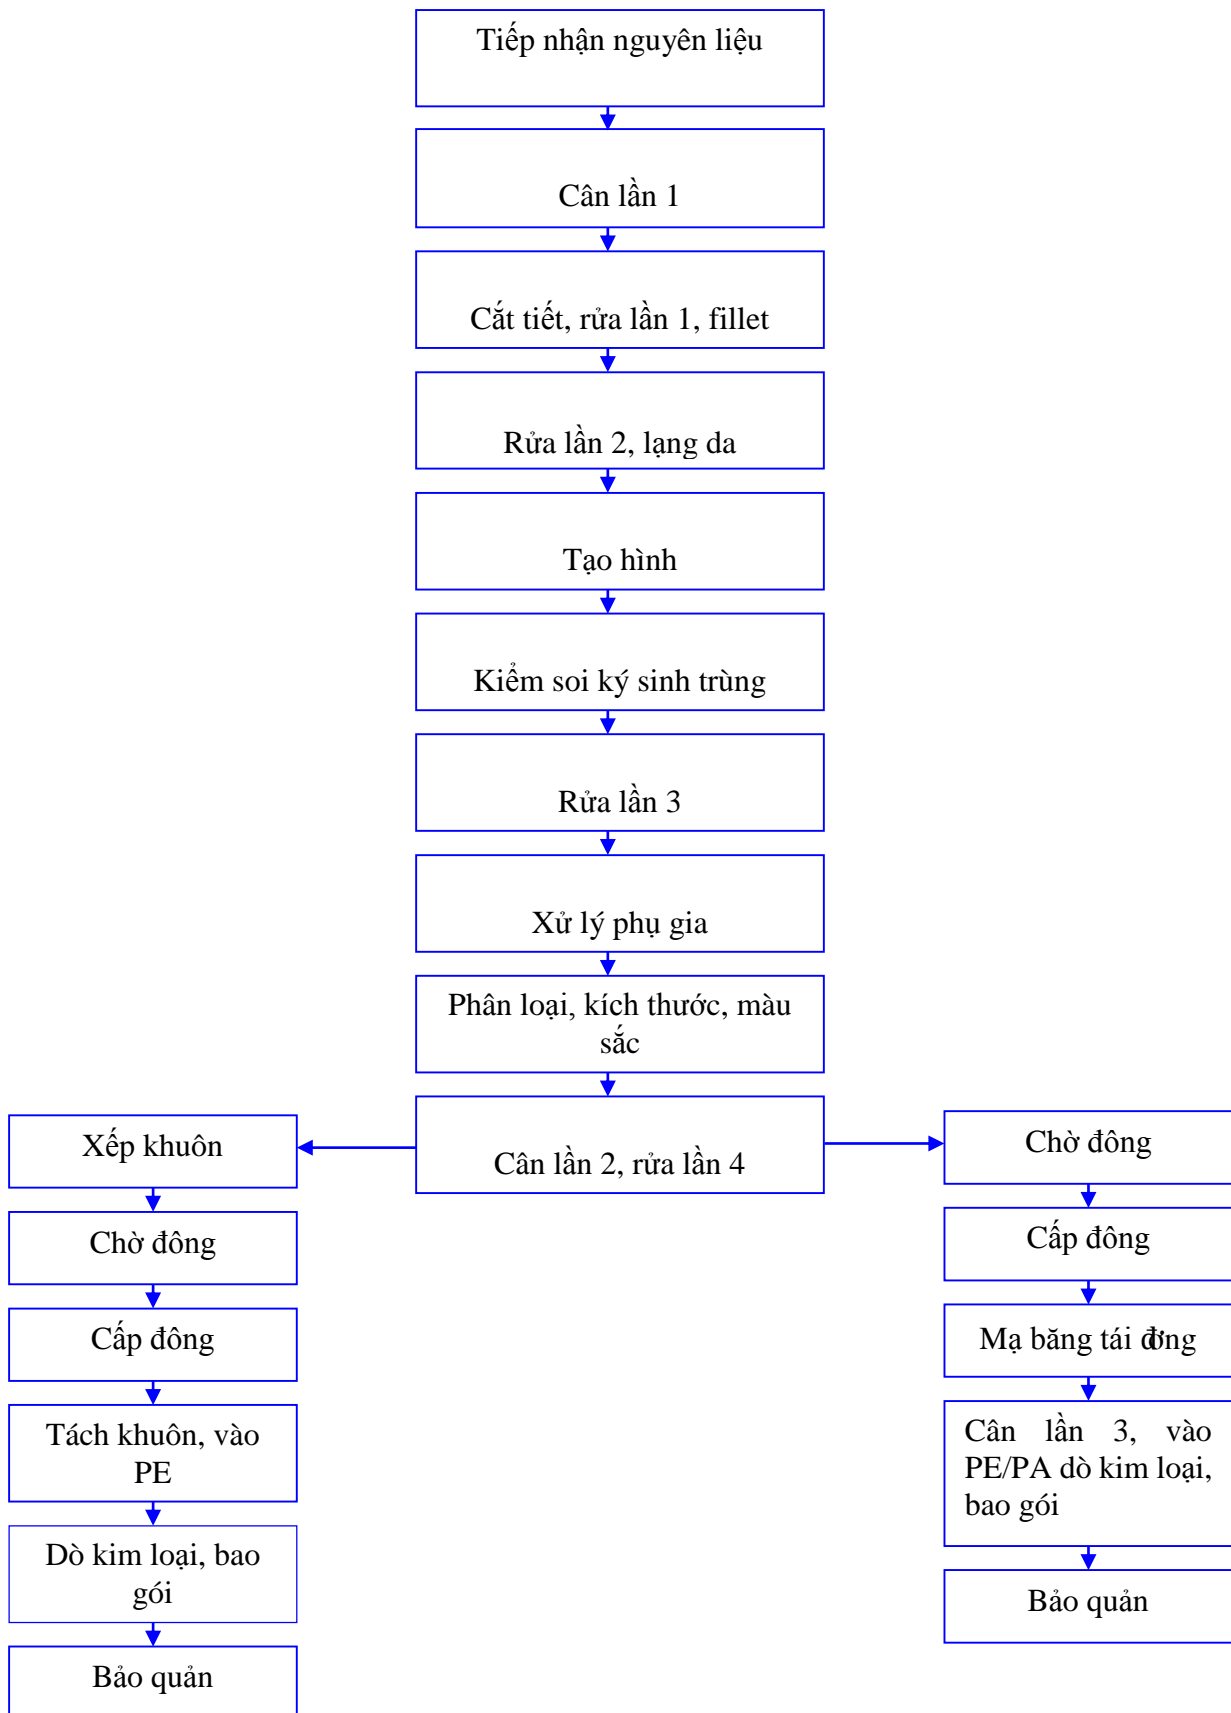 Tiếp nhận nguyên liệu
Cân lần 1
Cắt tiết, rửa lần 1, fillet
Rửa lần 2, lạng da
Tạo hình
Kiểm soi ký sinh trùng
Rửa lần 3
Xử lý phụ gia
Phân loại, kích thước, màu
sắc
Cân lần 2, rửa lần 4
Xếp khuôn
Chờ đông
Cấp đông
Tách khuôn, vào
PE
Dò kim loại, bao
gói
Bảo quản
Chờ đông
Cấp đông
Mạ băng tái đông
Cân lần 3, vào
PE/PA dò kim loại,
bao gói
Bảo quản